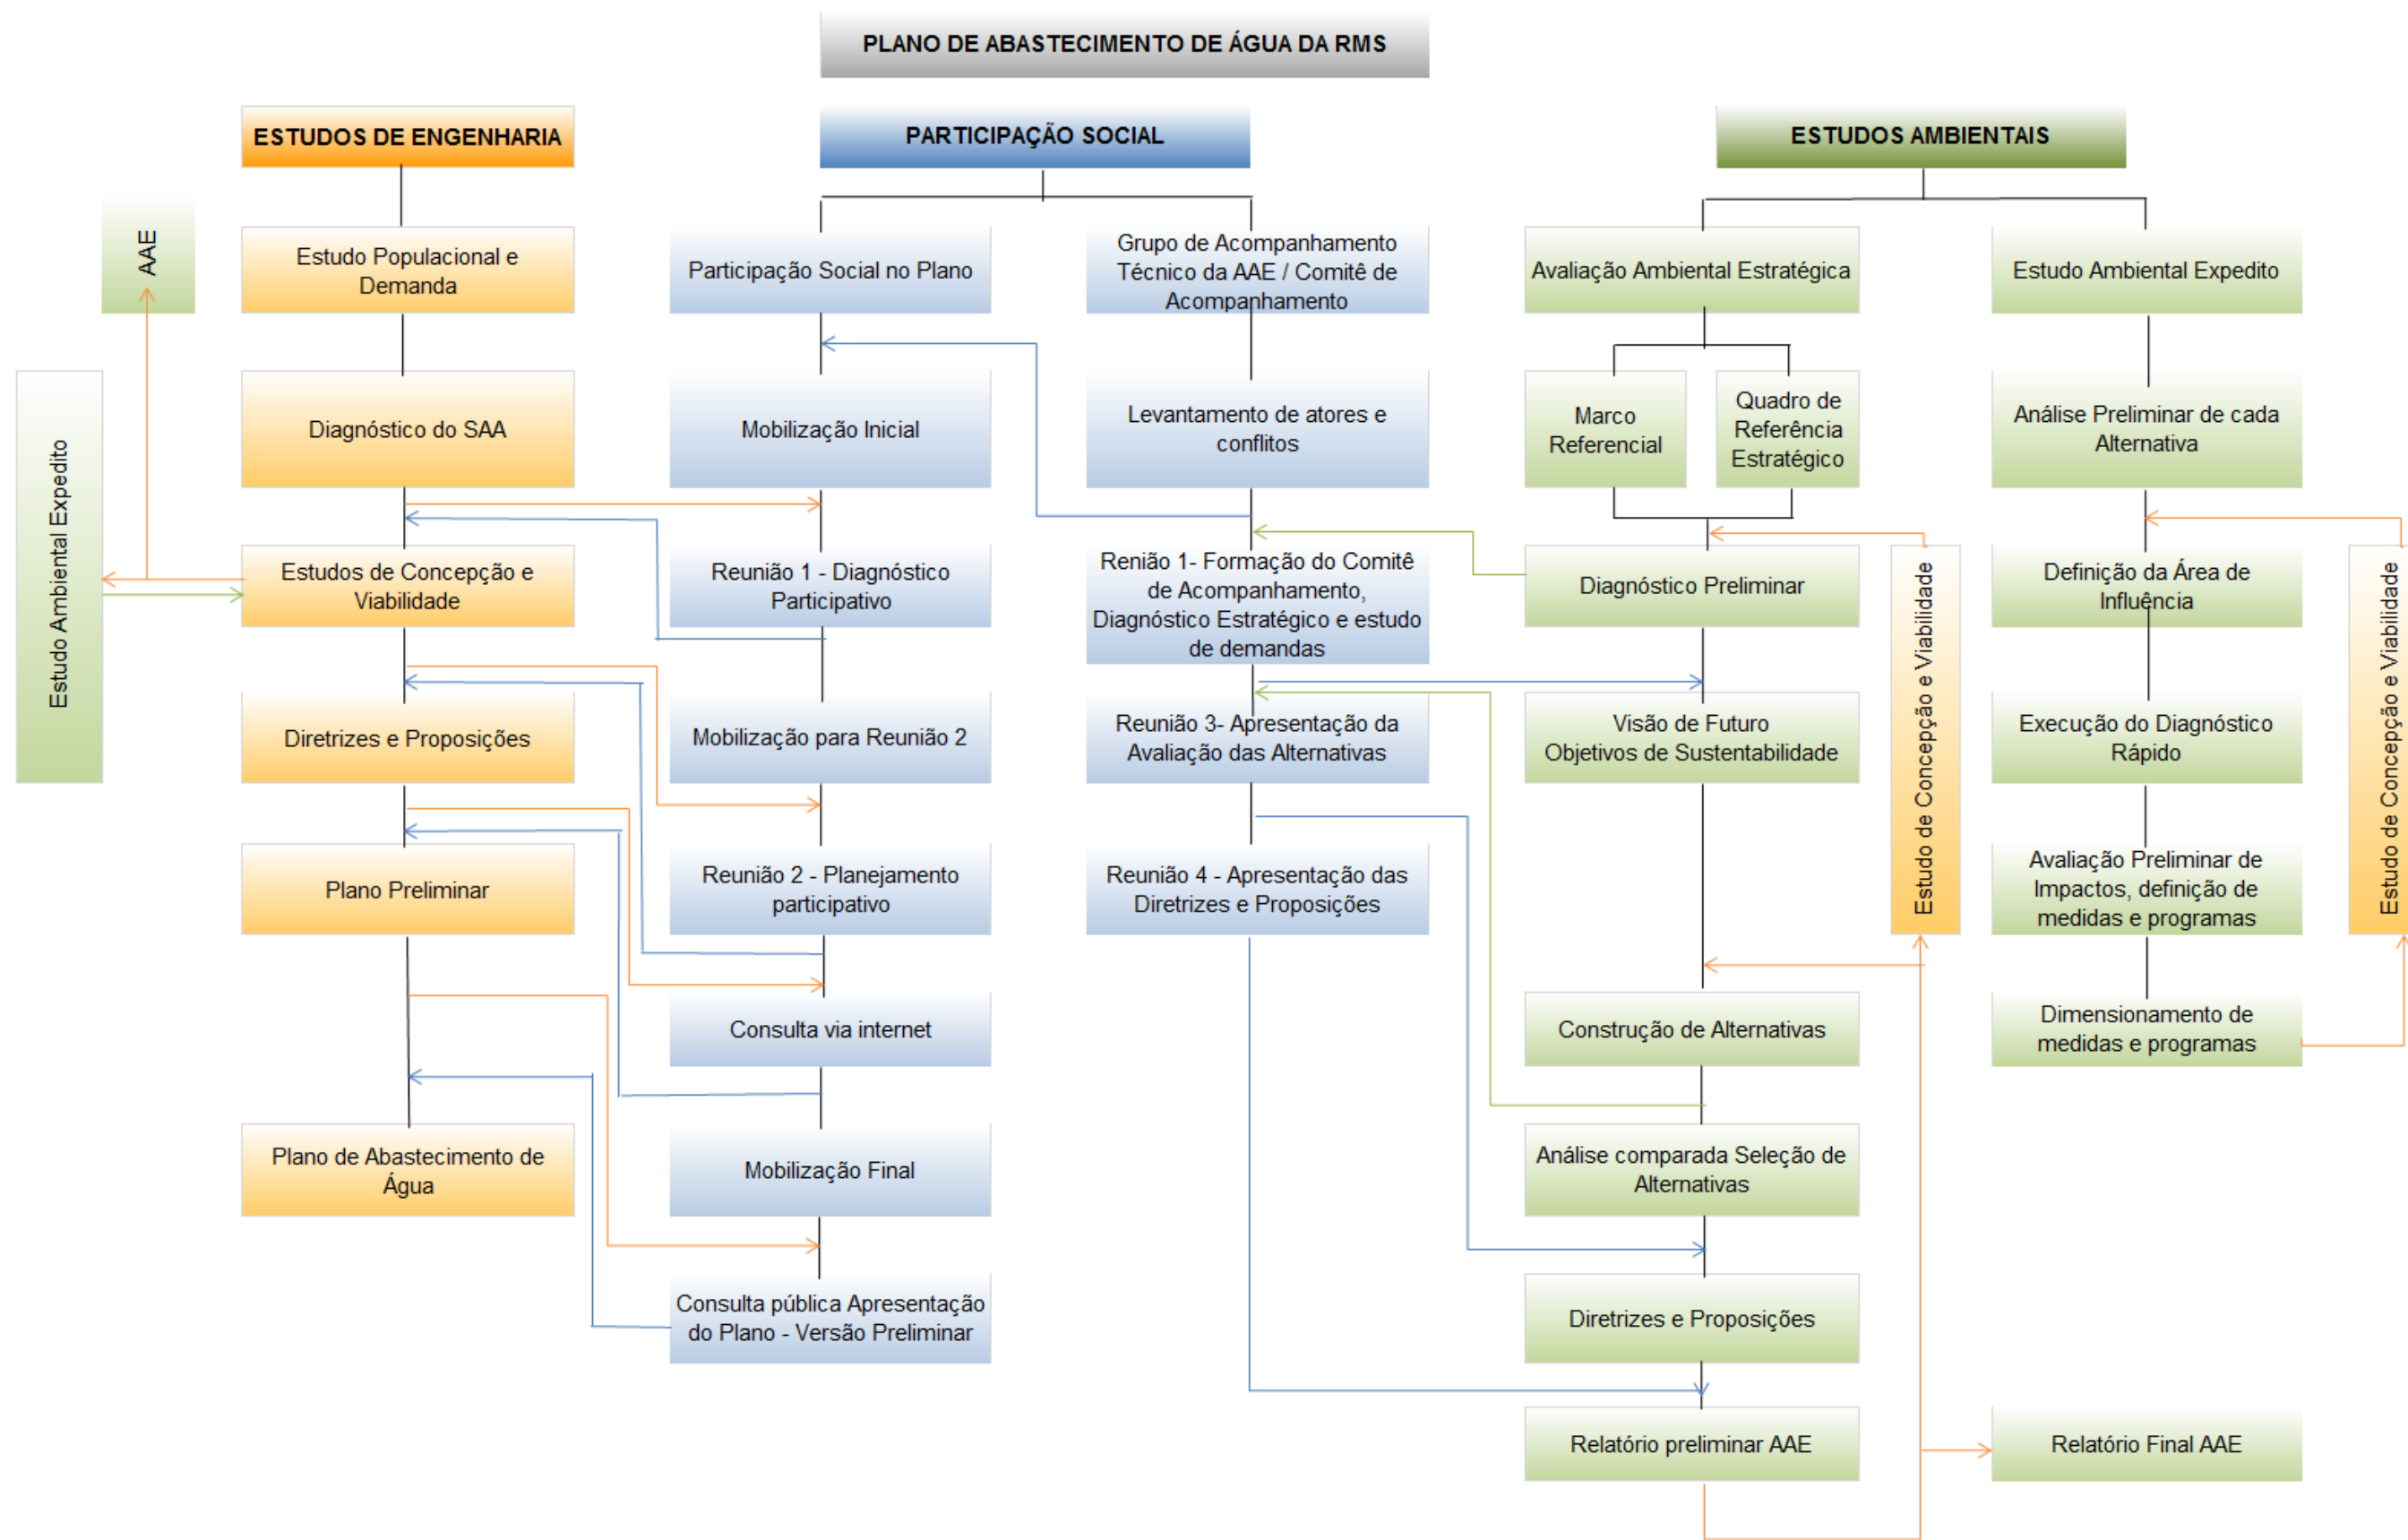 PLANO DE ABASTECIMENTO DE ÁGUA DA RMS
ESTUDOS DE ENGENHARIA
PARTICIPAÇÃO SOCIAL
ESTUDOS AMBIENTAIS
AAE
Estudo Ambiental Expedito
Estudo Populacional e
Demanda
Diagnóstico do SAA
Estudos de Concepção e
Viabilidade
Diretrizes e Proposições
Plano Preliminar
Plano de Abastecimento de
Água
Participação Social no Plano
Mobilização Inicial
Reunião 1 - Diagnóstico
Participativo
Mobilização para Reunião 2
Reunião 2 - Planejamento
participativo
Consulta via internet
Mobilização Final
Consulta pública Apresentação
do Plano - Versão Preliminar
Grupo de Acompanhamento
Técnico da AAE / Comitê de
Acompanhamento
Levantamento de atores e
conflitos
Renião 1- Formação do Comitê
de Acompanhamento,
Diagnóstico Estratégico e estudo
de demandas
Reunião 3- Apresentação da
Avaliação das Alternativas
Reunião 4 - Apresentação das
Diretrizes e Proposições
Avaliação Ambiental Estratégica
Marco
Referencial
Quadro de
Referência
Estratégico
Diagnóstico Preliminar
Visão de Futuro
Objetivos de Sustentabilidade
Construção de Alternativas
Análise comparada Seleção de
Alternativas
Diretrizes e Proposições
Relatório preliminar AAE
Estudo de Concepção e Viabilidade
Estudo Ambiental Expedito
Análise Preliminar de cada
Alternativa
Definição da Área de
Influência
Execução do Diagnóstico
Rápido
Avaliação Preliminar de
Impactos, definição de
medidas e programas
Dimensionamento de
medidas e programas
Relatório Final AAE
Estudo de Concepção e Viabilidade